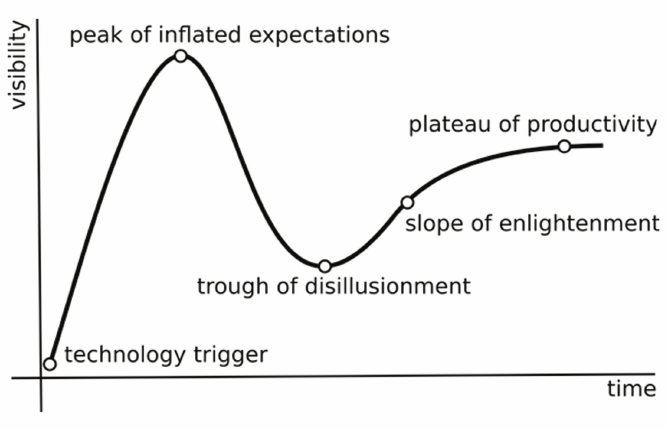 visibility
peak of inflated expectations
plateau of productivity
slope of enlightenment
trough of disillusionment
technology trigger
time